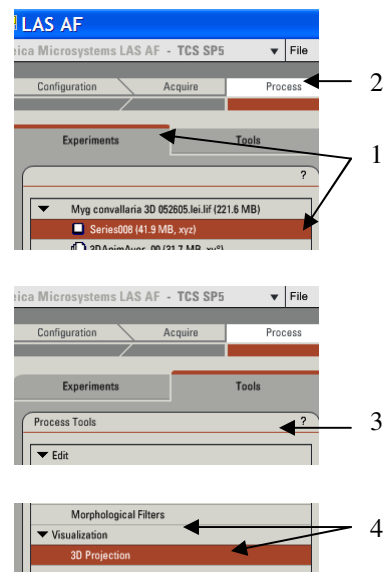 LAS AF
eica Microsystems LAS AF - TCS SP5 ▼ File
Configuration Acquire Process 2
Experiments Tools
1
?
▼ Myg convallaria 3D 052605.lei.lif (221.6 MB)
Series008 (41.9 MB, xyz)
eica Microsystems LAS AF - TCS SP5 ▼ File
Configuration Acquire Process
Experiments Tools
Process Tools ? 3
▼ Edit
Morphological Filters
▼ Visualization 4
3D Projection